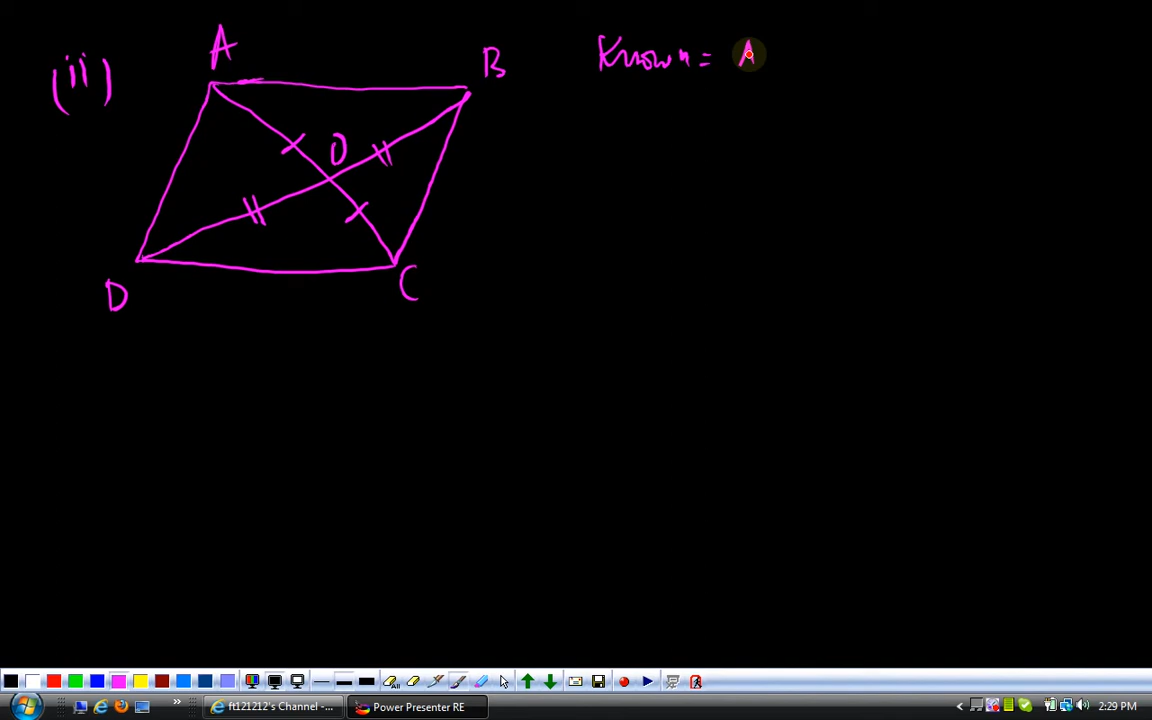 (ii)
A
B
Known = A
O
D
C
ft121212's Channel -...
Power Presenter RE
2:29 PM